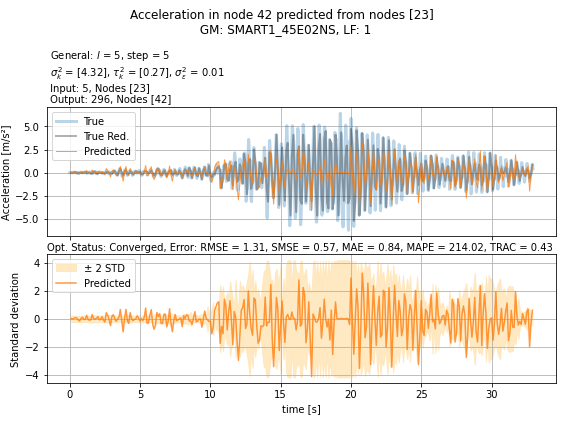 Acceleration in node 42 predicted from nodes [23]
GM: SMART1_45E02NS, LF: 1
General: l = 5, step = 5
σ²ₖ = [4.32], τ²ₖ = [0.27], σ²ε = 0.01
Input: 5, Nodes [23]
Output: 296, Nodes [42]
5.0
2.5
0.0
−2.5
−5.0
Acceleration [m/s²]
True
True Red.
Predicted
Opt. Status: Converged, Error: RMSE = 1.31, SMSE = 0.57, MAE = 0.84, MAPE = 214.02, TRAC = 0.43
4
2
0
−2
−4
Standard deviation
± 2 STD
Predicted
0 5 10 15 20 25 30
time [s]